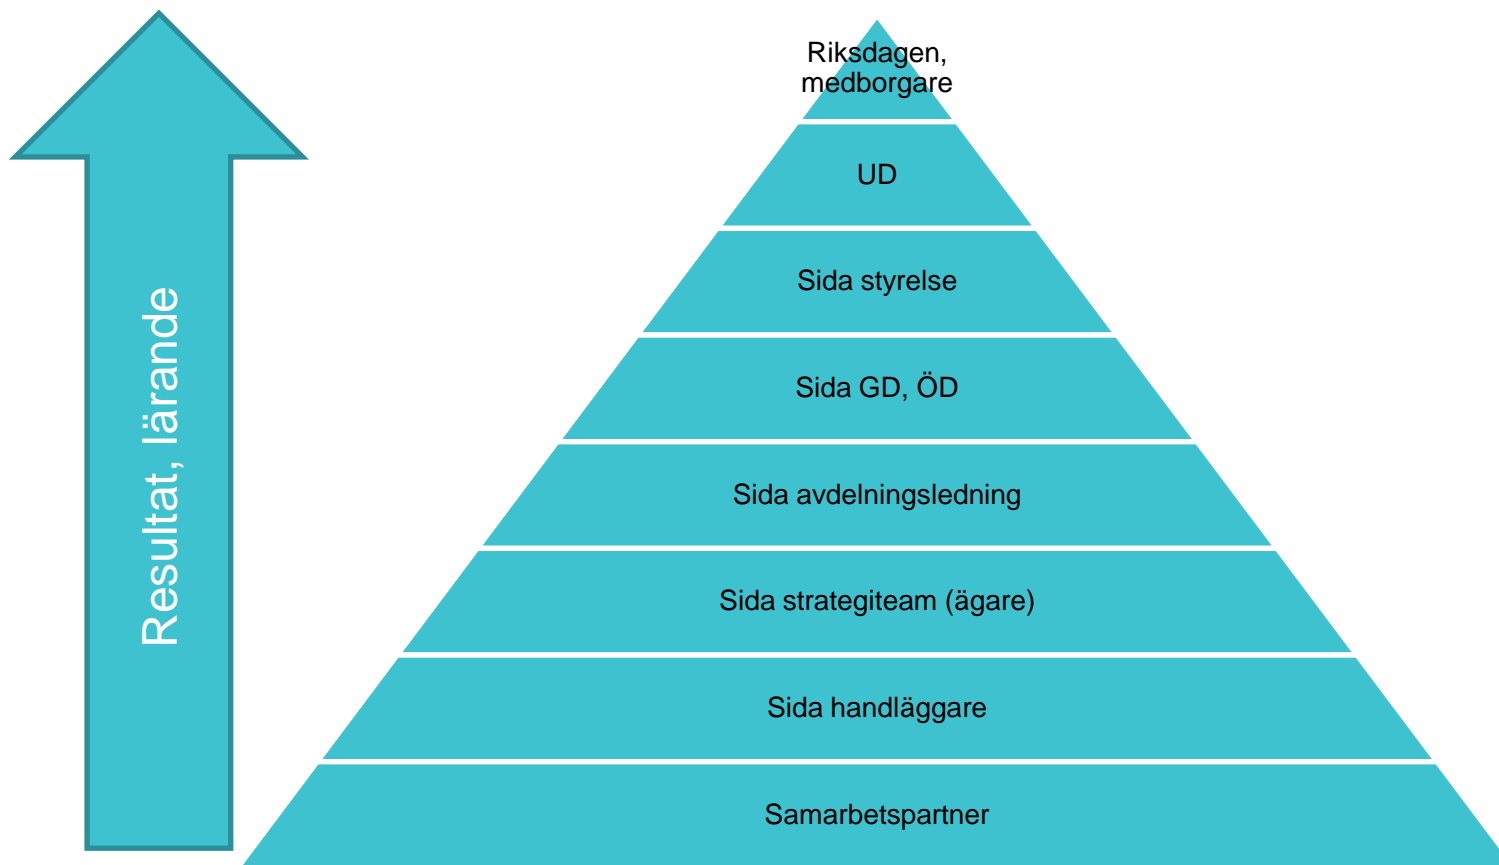 Resultat, lärande
Riksdagen,
medborgare
UD
Sida styrelse
Sida GD, ÖD
Sida avdelningsledning
Sida strategiteam (ägare)
Sida handläggare
Samarbetspartner